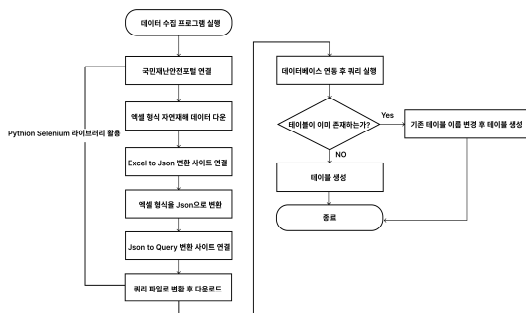 데이터 수집 프로그램 실행
국민재난안전포털 연결
엑셀 형식 자연재해 데이터 다운
Python Selenium 라이브러리 활용
Excel to Json 변환 사이트 연결
엑셀 형식을 Json으로 변환
Json to Query 변환 사이트 연결
쿼리 파일로 변환 후 다운로드
데이터베이스 연동 후 쿼리 실행
테이블이 이미 존재하는가?
Yes
기존 테이블 이름 변경 후 테이블 생성
NO
테이블 생성
종료